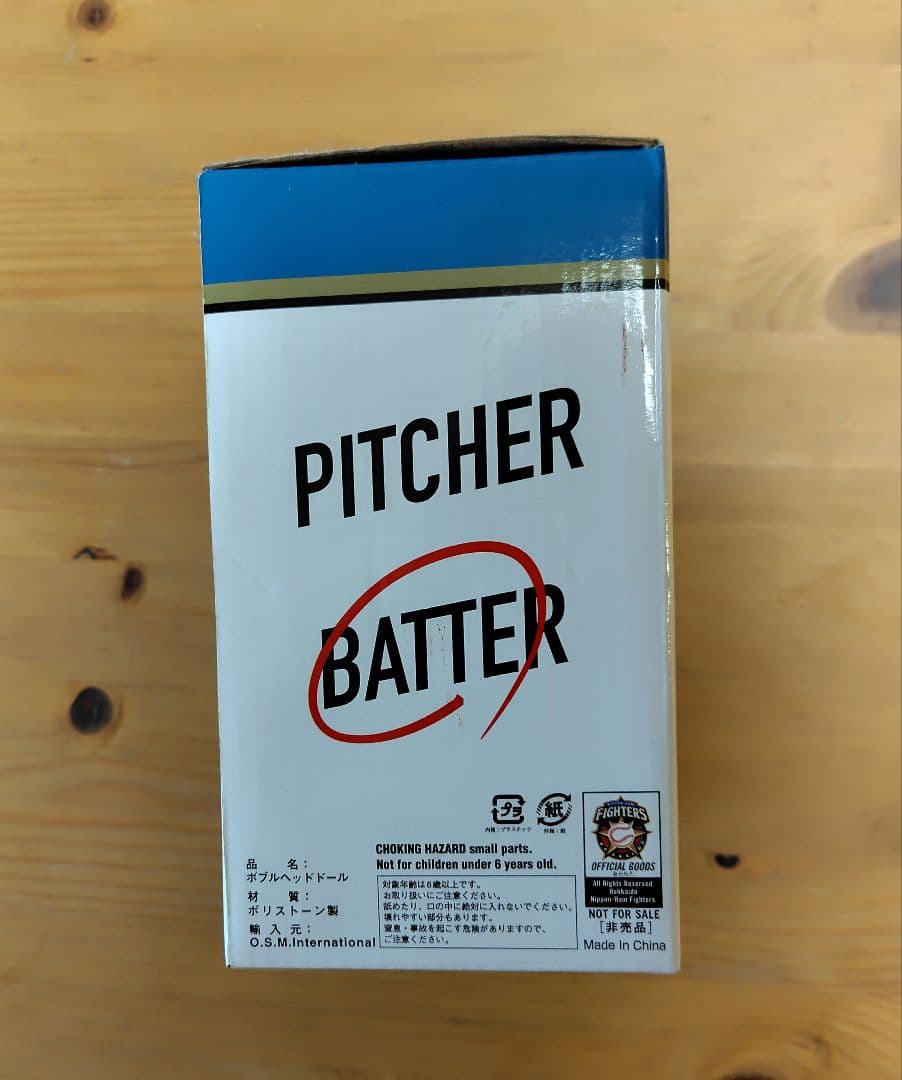 PITCHER
BATTER
プラ
紙
内箱：プラスチック
外箱：紙
品　　名：
ボブルヘッドドール
材　　質：
ポリストーン製
輸 入 元：
O.S.M.International
CHOKING HAZARD small parts.
Not for children under 6 years old.
対象年齢は6歳以上です。
お取り扱いにご注意ください。
舐めたり、口の中に絶対に入れないでください。
壊れやすい部分もあります。
窒息・事故を起こす危険がありますので、
ご注意ください。
FIGHTERS
OFFICIAL GOODS
All Rights Reserved
Hokkaido
Nippon-Ham Fighters
NOT FOR SALE
[非売品]
Made In China